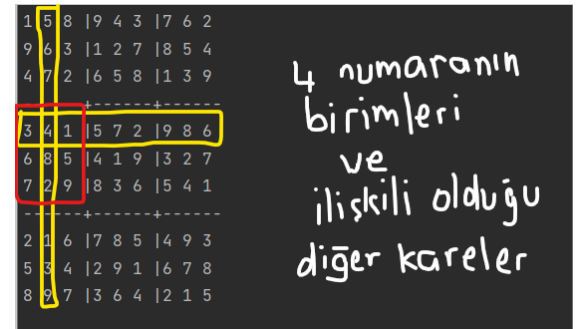 1 5 8 |9 4 3 |7 6 2
9 6 3 |1 2 7 |8 5 4
4 7 2 |6 5 8 |1 3 9
------+------+------
3 4 1 |5 7 2 |9 8 6
6 8 5 |4 1 9 |3 2 7
7 2 9 |8 3 6 |5 4 1
------+------+------
2 1 6 |7 8 5 |4 9 3
5 3 4 |2 9 1 |6 7 8
8 9 7 |3 6 4 |2 1 5
4 numaranın
birimleri
ve
ilişkili olduğu
diğer kareler